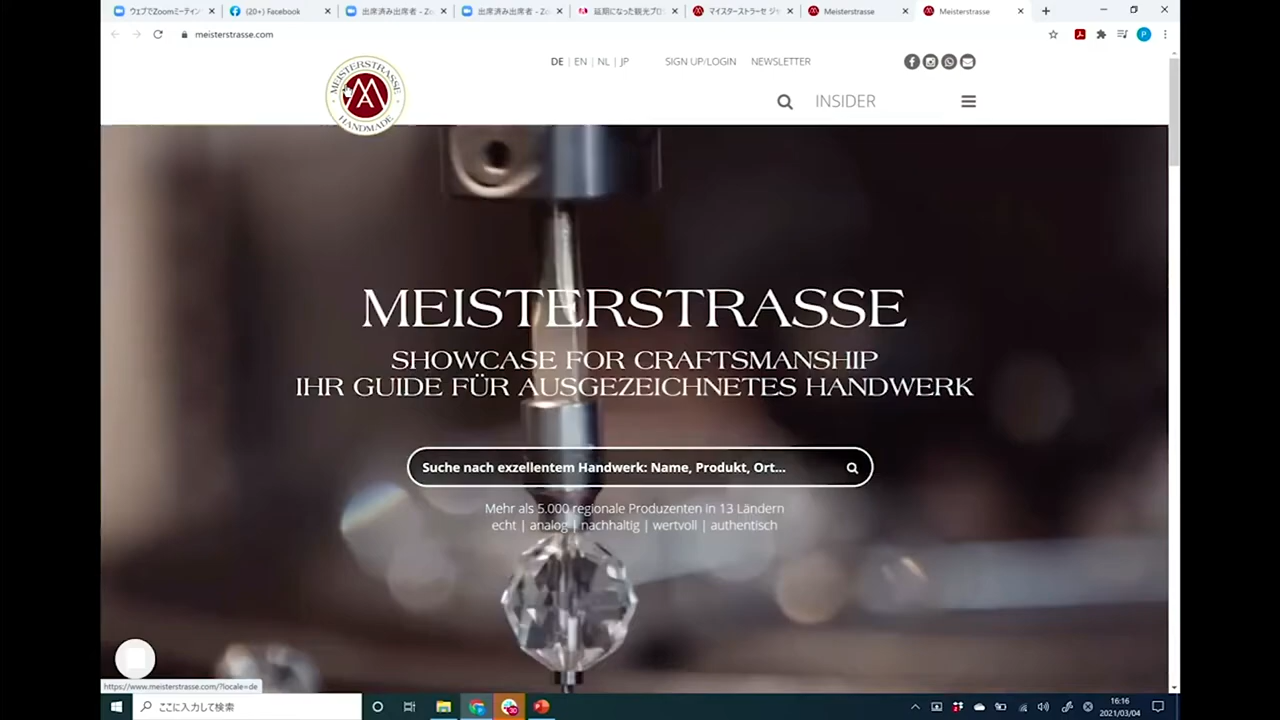 ウェブでZoomミーティン
(20+) Facebook
出席済み出席者 - Zo
出席済み出席者 - Zo
延期になった観光プロ
マイスターストラーセ ジャ
Meisterstrasse
Meisterstrasse
meisterstrasse.com
P
MEISTERSTRASSE
MA
HANDMADE
DE | EN | NL | JP
SIGN UP/LOGIN
NEWSLETTER
INSIDER
MEISTERSTRASSE
SHOWCASE FOR CRAFTSMANSHIP
IHR GUIDE FÜR AUSGEZEICHNETES HANDWERK
Suche nach exzellentem Handwerk: Name, Produkt, Ort...
Mehr als 5.000 regionale Produzenten in 13 Ländern
echt | analog | nachhaltig | wertvoll | authentisch
https://www.meisterstrasse.com/?locale=de
ここに入力して検索
16:16
2021/03/04